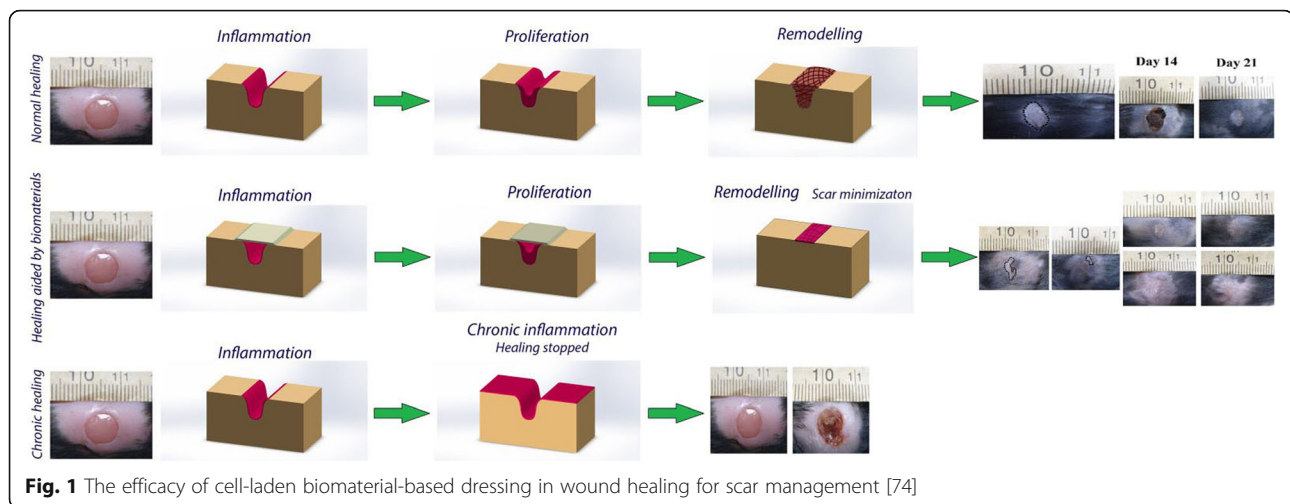 Normal healing
Inflammation
Proliferation
Remodelling
Day 14
Day 21
Healing aided by biomaterials
Inflammation
Proliferation
Remodelling
Scar minimizaton
Chronic healing
Inflammation
Chronic inflammation
Healing stopped
Fig. 1 The efficacy of cell-laden biomaterial-based dressing in wound healing for scar management [74]